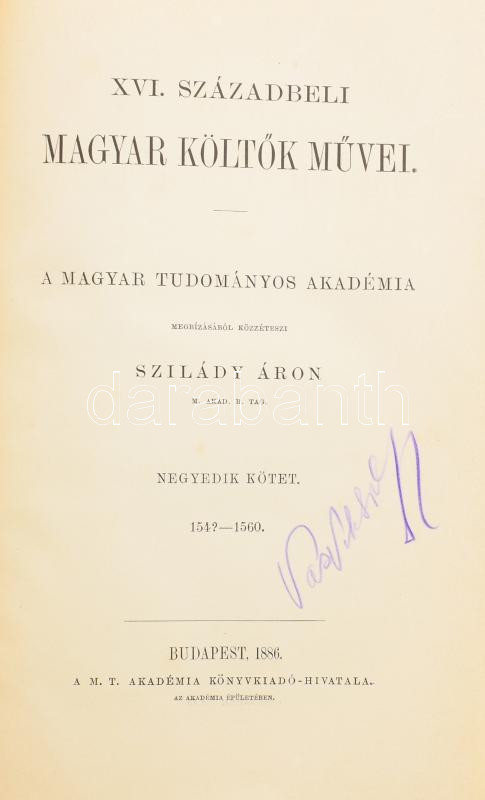 XVI. SZÁZADBELI
MAGYAR KÖLTŐK MŰVEI.
A MAGYAR TUDOMÁNYOS AKADÉMIA
MEGBÍZÁSÁBÓL KÖZZÉTESZI
SZILÁDY ÁRON
M. AKAD. R. TAG.
darabanth
NEGYEDIK KÖTET.
154?—1560.
BUDAPEST, 1886.
A M. T. AKADÉMIA KÖNYVKIADÓ-HIVATALA.
AZ AKADÉMIA ÉPÜLETÉBEN.